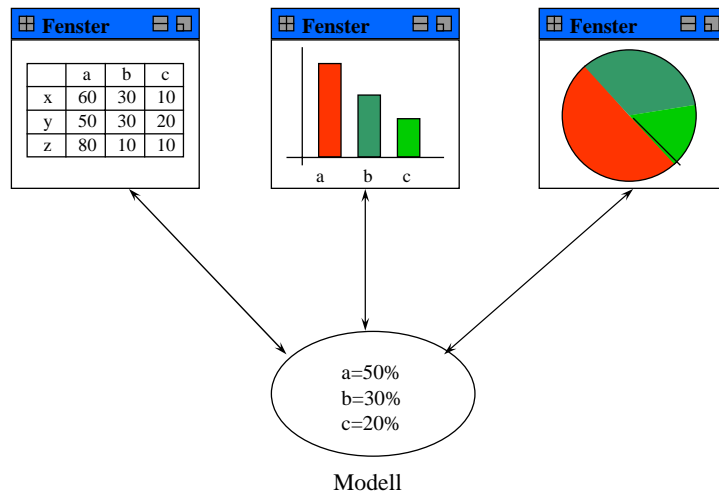 Fenster
a b c
x 60 30 10
y 50 30 20
z 80 10 10
Fenster
a b c
Fenster
a=50%
b=30%
c=20%
Modell